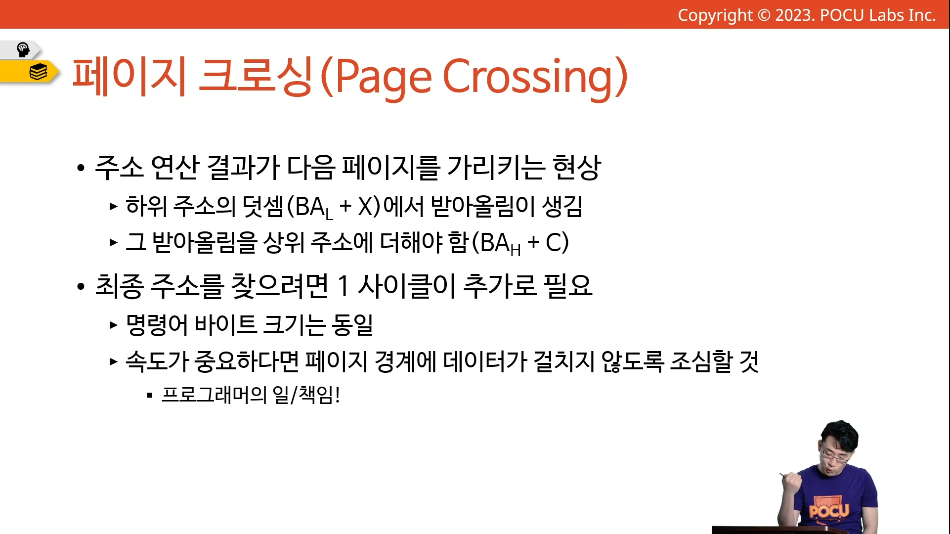 Copyright © 2023. POCU Labs Inc.
페이지 크로싱(Page Crossing)
• 주소 연산 결과가 다음 페이지를 가리키는 현상
▸ 하위 주소의 덧셈(BAL + X)에서 받아올림이 생김
▸ 그 받아올림을 상위 주소에 더해야 함(BAH + C)
• 최종 주소를 찾으려면 1 사이클이 추가로 필요
▸ 명령어 바이트 크기는 동일
▸ 속도가 중요하다면 페이지 경계에 데이터가 걸치지 않도록 조심할 것
▪ 프로그래머의 일/책임!
POCU